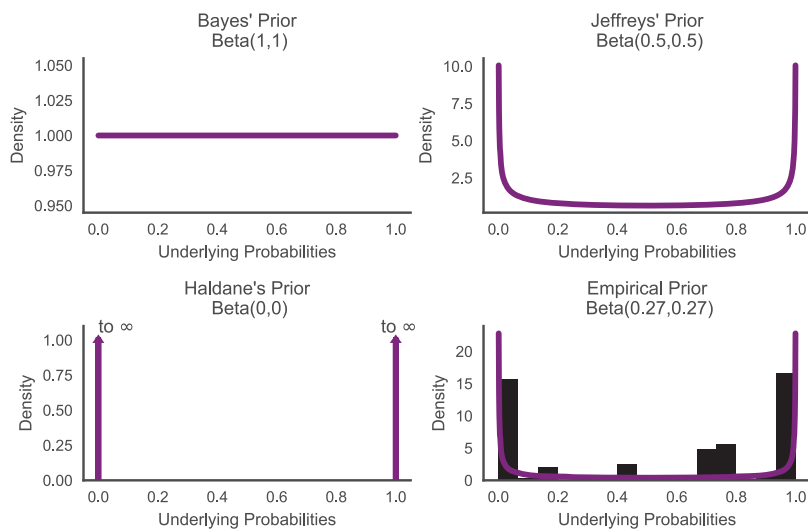 Bayes' Prior
Beta(1,1)
1.050
1.025
1.000
0.975
0.950
Density
0.0 0.2 0.4 0.6 0.8 1.0
Underlying Probabilities
Jeffreys' Prior
Beta(0.5,0.5)
10.0
7.5
5.0
2.5
Density
0.0 0.2 0.4 0.6 0.8 1.0
Underlying Probabilities
Haldane's Prior
Beta(0,0)
to ∞ to ∞
1.00
0.75
0.50
0.25
0.00
Density
0.0 0.2 0.4 0.6 0.8 1.0
Underlying Probabilities
Empirical Prior
Beta(0.27,0.27)
20
15
10
5
0
Density
0.0 0.2 0.4 0.6 0.8 1.0
Underlying Probabilities